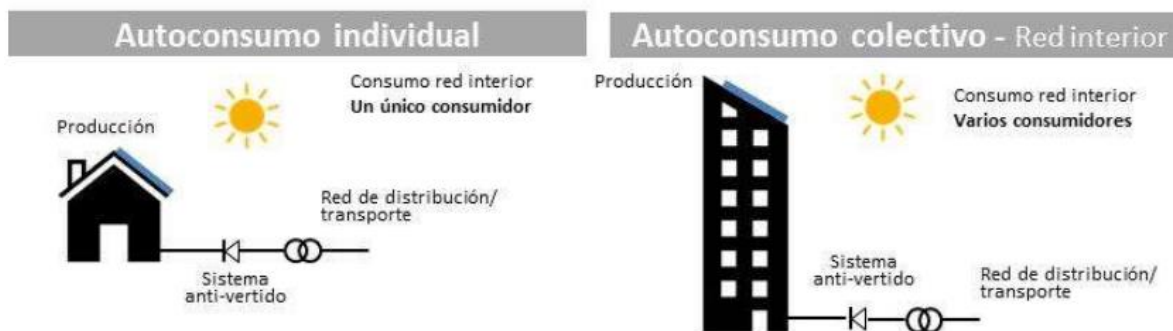 Autoconsumo individual
Consumo red interior
Un único consumidor
Producción
Red de distribución/
transporte
Sistema
anti-vertido
Autoconsumo colectivo - Red interior
Producción
Consumo red interior
Varios consumidores
Sistema
anti-vertido
Red de distribución/
transporte